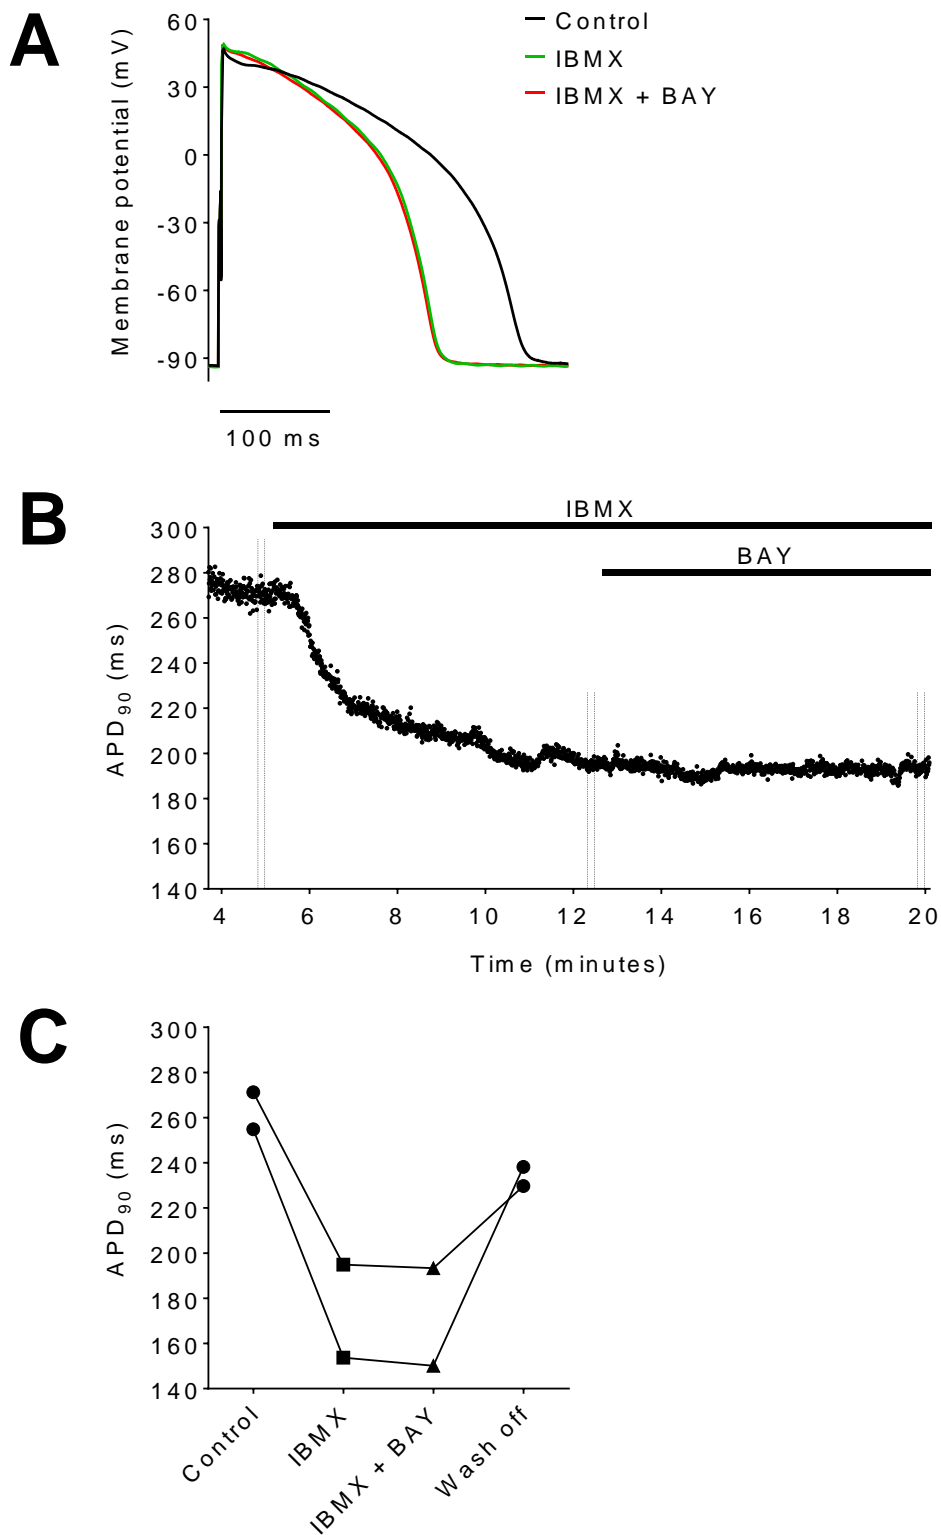 A
Membrane potential (mV)
60
30
0
-30
-60
-90
Control
IBMX
IBMX + BAY
100 ms
B
IBMX
BAY
APD90 (ms)
300
280
260
240
220
200
180
160
140
4 6 8 10 12 14 16 18 20
Time (minutes)
C
APD90 (ms)
300
280
260
240
220
200
180
160
140
Control
IBMX
IBMX + BAY
Wash off